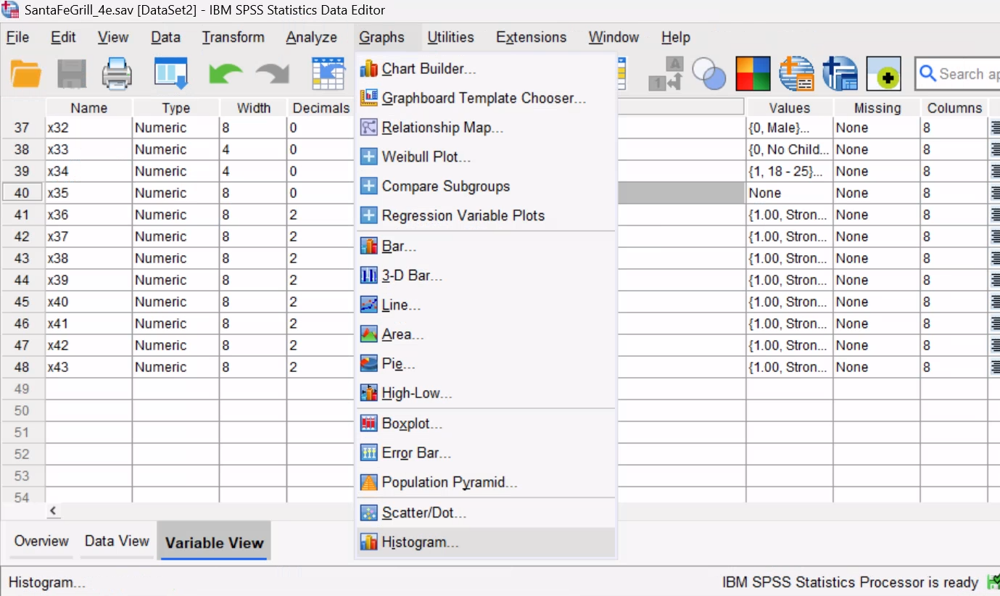 SantaFeGrill_4e.sav [DataSet2] - IBM SPSS Statistics Data Editor
File Edit View Data Transform Analyze Graphs Utilities Extensions Window Help
A
1
Search ap
Chart Builder...
Graphboard Template Chooser...
Relationship Map...
Weibull Plot...
Compare Subgroups
Regression Variable Plots
Bar...
3-D Bar...
Line...
Area...
Pie...
High-Low...
Boxplot...
Error Bar...
Population Pyramid...
Scatter/Dot...
Histogram...
Name Type Width Decimals Values Missing Columns
37 x32 Numeric 8 0 {0, Male}... None 8
38 x33 Numeric 4 0 {0, No Child... None 8
39 x34 Numeric 4 0 {1, 18 - 25}... None 8
40 x35 Numeric 8 0 None None 8
41 x36 Numeric 8 2 {1.00, Stron... None 8
42 x37 Numeric 8 2 {1.00, Stron... None 8
43 x38 Numeric 8 2 {1.00, Stron... None 8
44 x39 Numeric 8 2 {1.00, Stron... None 8
45 x40 Numeric 8 2 {1.00, Stron... None 8
46 x41 Numeric 8 2 {1.00, Stron... None 8
47 x42 Numeric 8 2 {1.00, Stron... None 8
48 x43 Numeric 8 2 {1.00, Stron... None 8
49
50
51
52
53
54
Overview Data View Variable View
Histogram... IBM SPSS Statistics Processor is ready